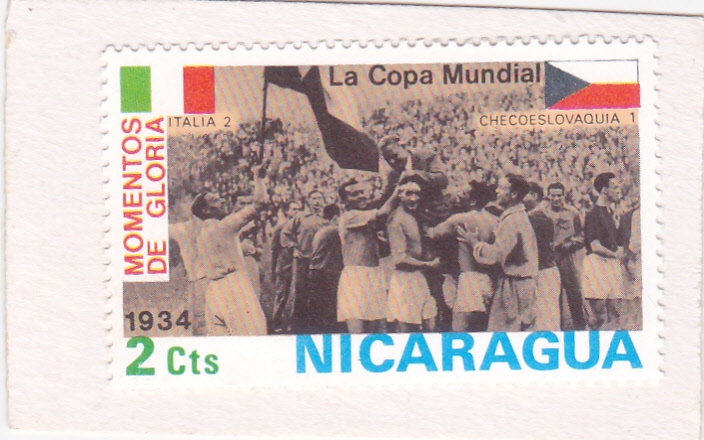 La Copa Mundial
ITALIA 2
CHECOESLOVAQUIA 1
MOMENTOS
DE GLORIA
1934
2 Cts
NICARAGUA